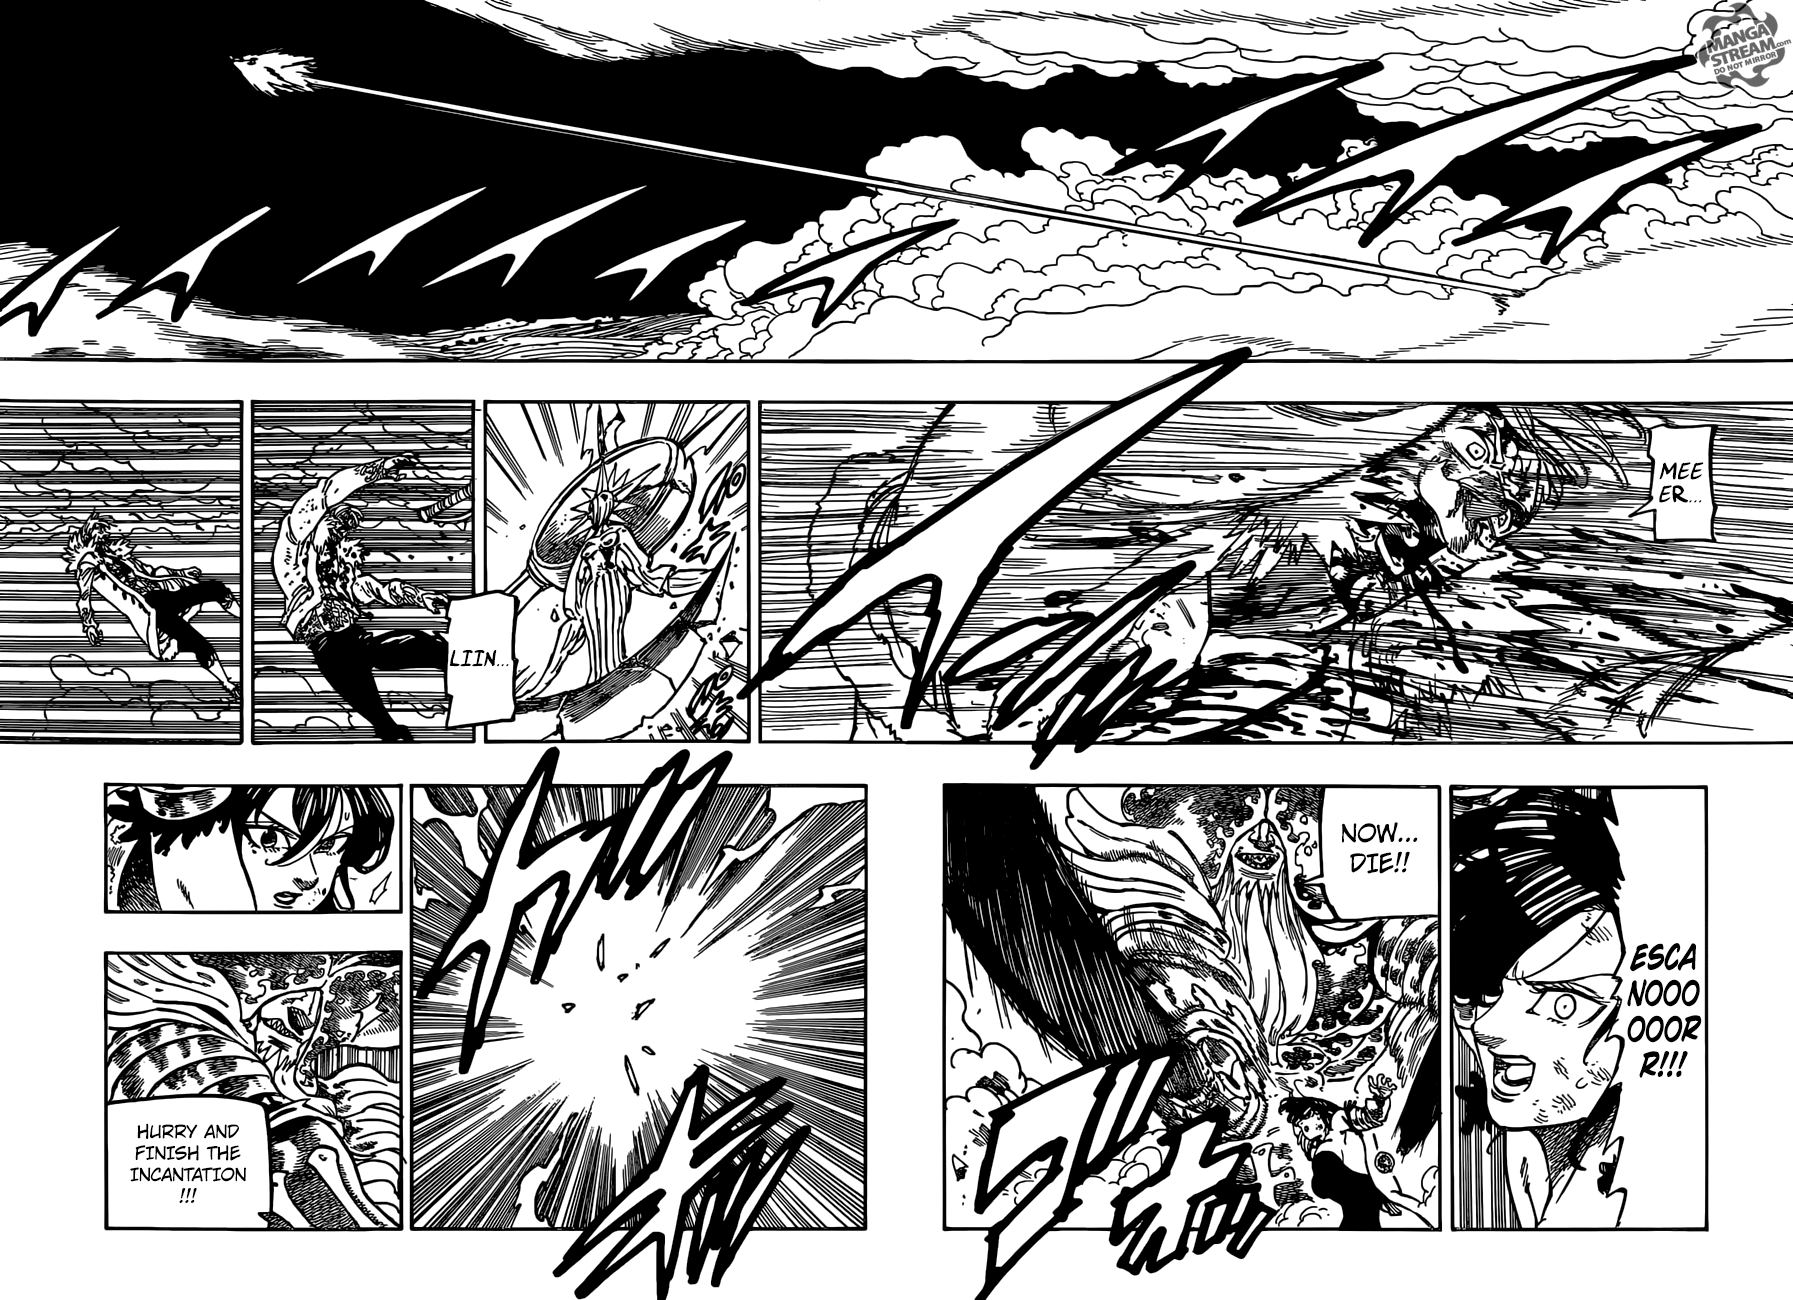 MANGA
STREAM.com
DO NOT MIRROR
MEE
ER...
LIIN...
ESCA
NOOO
OOOR
R!!!
NOW...
DIE!!
HURRY AND
FINISH THE
INCANTATION
!!!